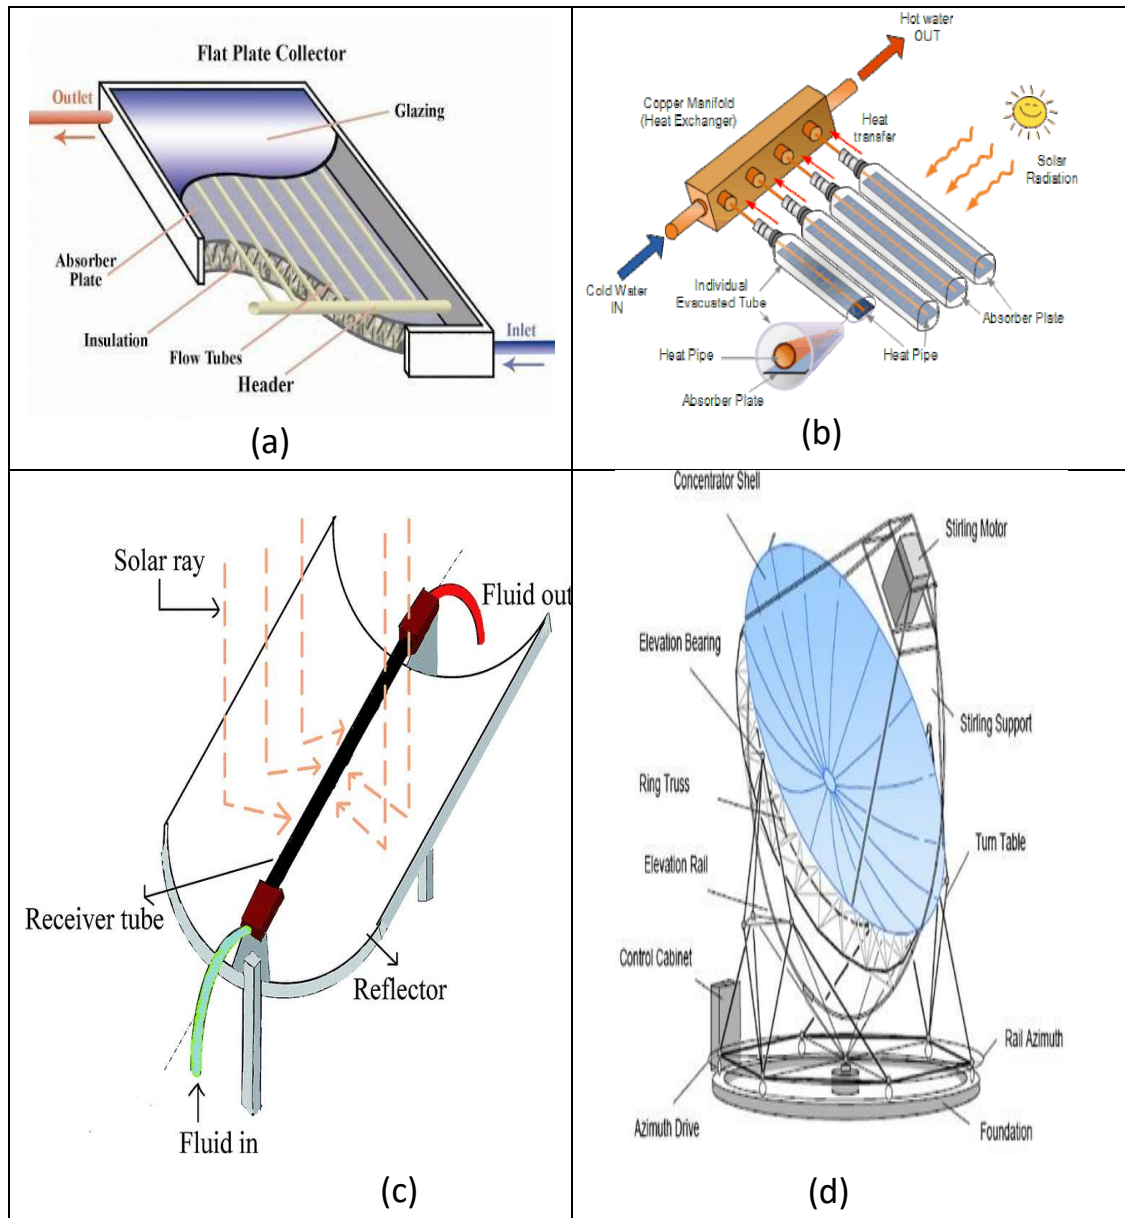 Flat Plate Collector
Outlet
Glazing
Absorber
Plate
Insulation
Flow Tubes
Header
Inlet
(a)
Hot water
OUT
Copper Manifold
(Heat Exchanger)
Heat
transfer
Solar
Radiation
Cold Water
IN
Individual
Evacuated Tube
Absorber Plate
Heat Pipe
Heat Pipe
Absorber Plate
(b)
Solar ray
Fluid out
Receiver tube
Reflector
Fluid in
(c)
Concentrator Shell
Stirling Motor
Elevation Bearing
Stirling Support
Ring Truss
Turn Table
Elevation Rail
Control Cabinet
Rail Azimuth
Azimuth Drive
Foundation
(d)